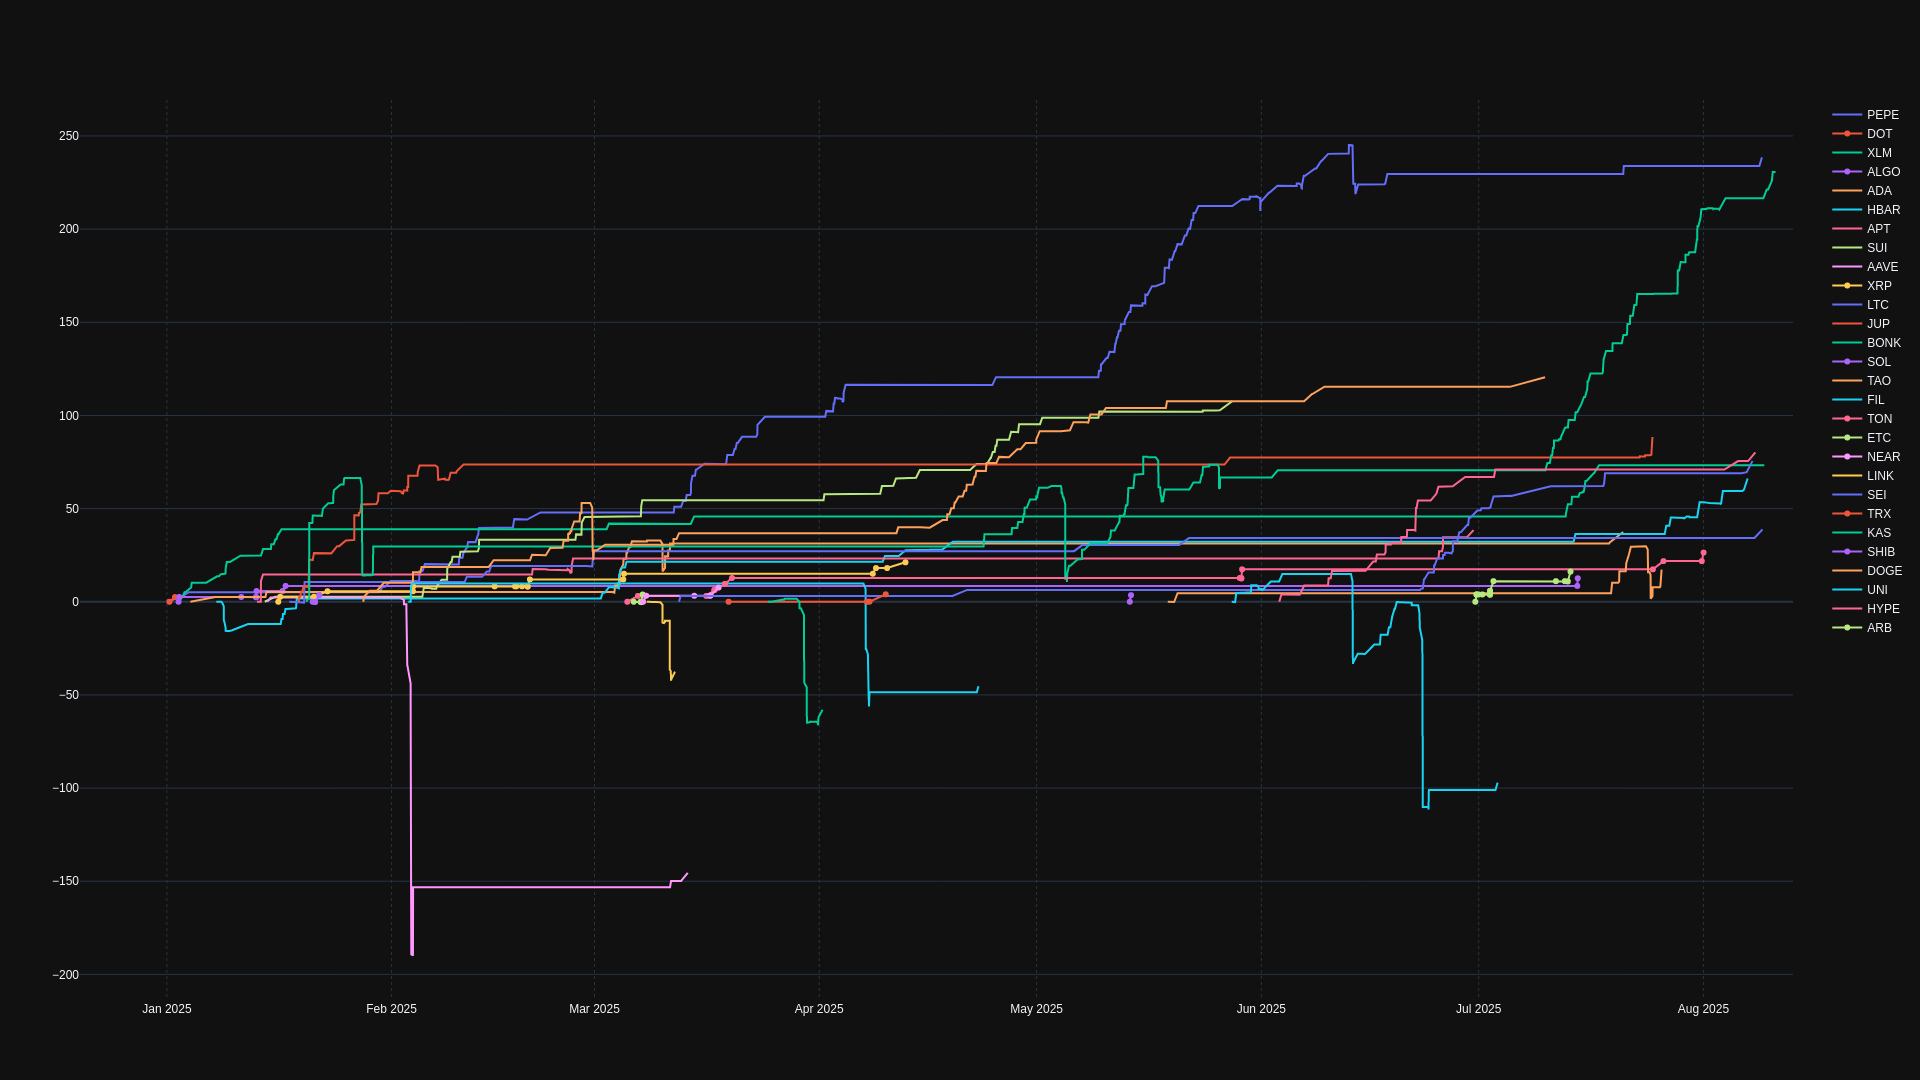 250
200
150
100
50
0
−50
−100
−150
−200
Jan 2025
Feb 2025
Mar 2025
Apr 2025
May 2025
Jun 2025
Jul 2025
Aug 2025
PEPE
DOT
XLM
ALGO
ADA
HBAR
APT
SUI
AAVE
XRP
LTC
JUP
BONK
SOL
TAO
FIL
TON
ETC
NEAR
LINK
SEI
TRX
KAS
SHIB
DOGE
UNI
HYPE
ARB